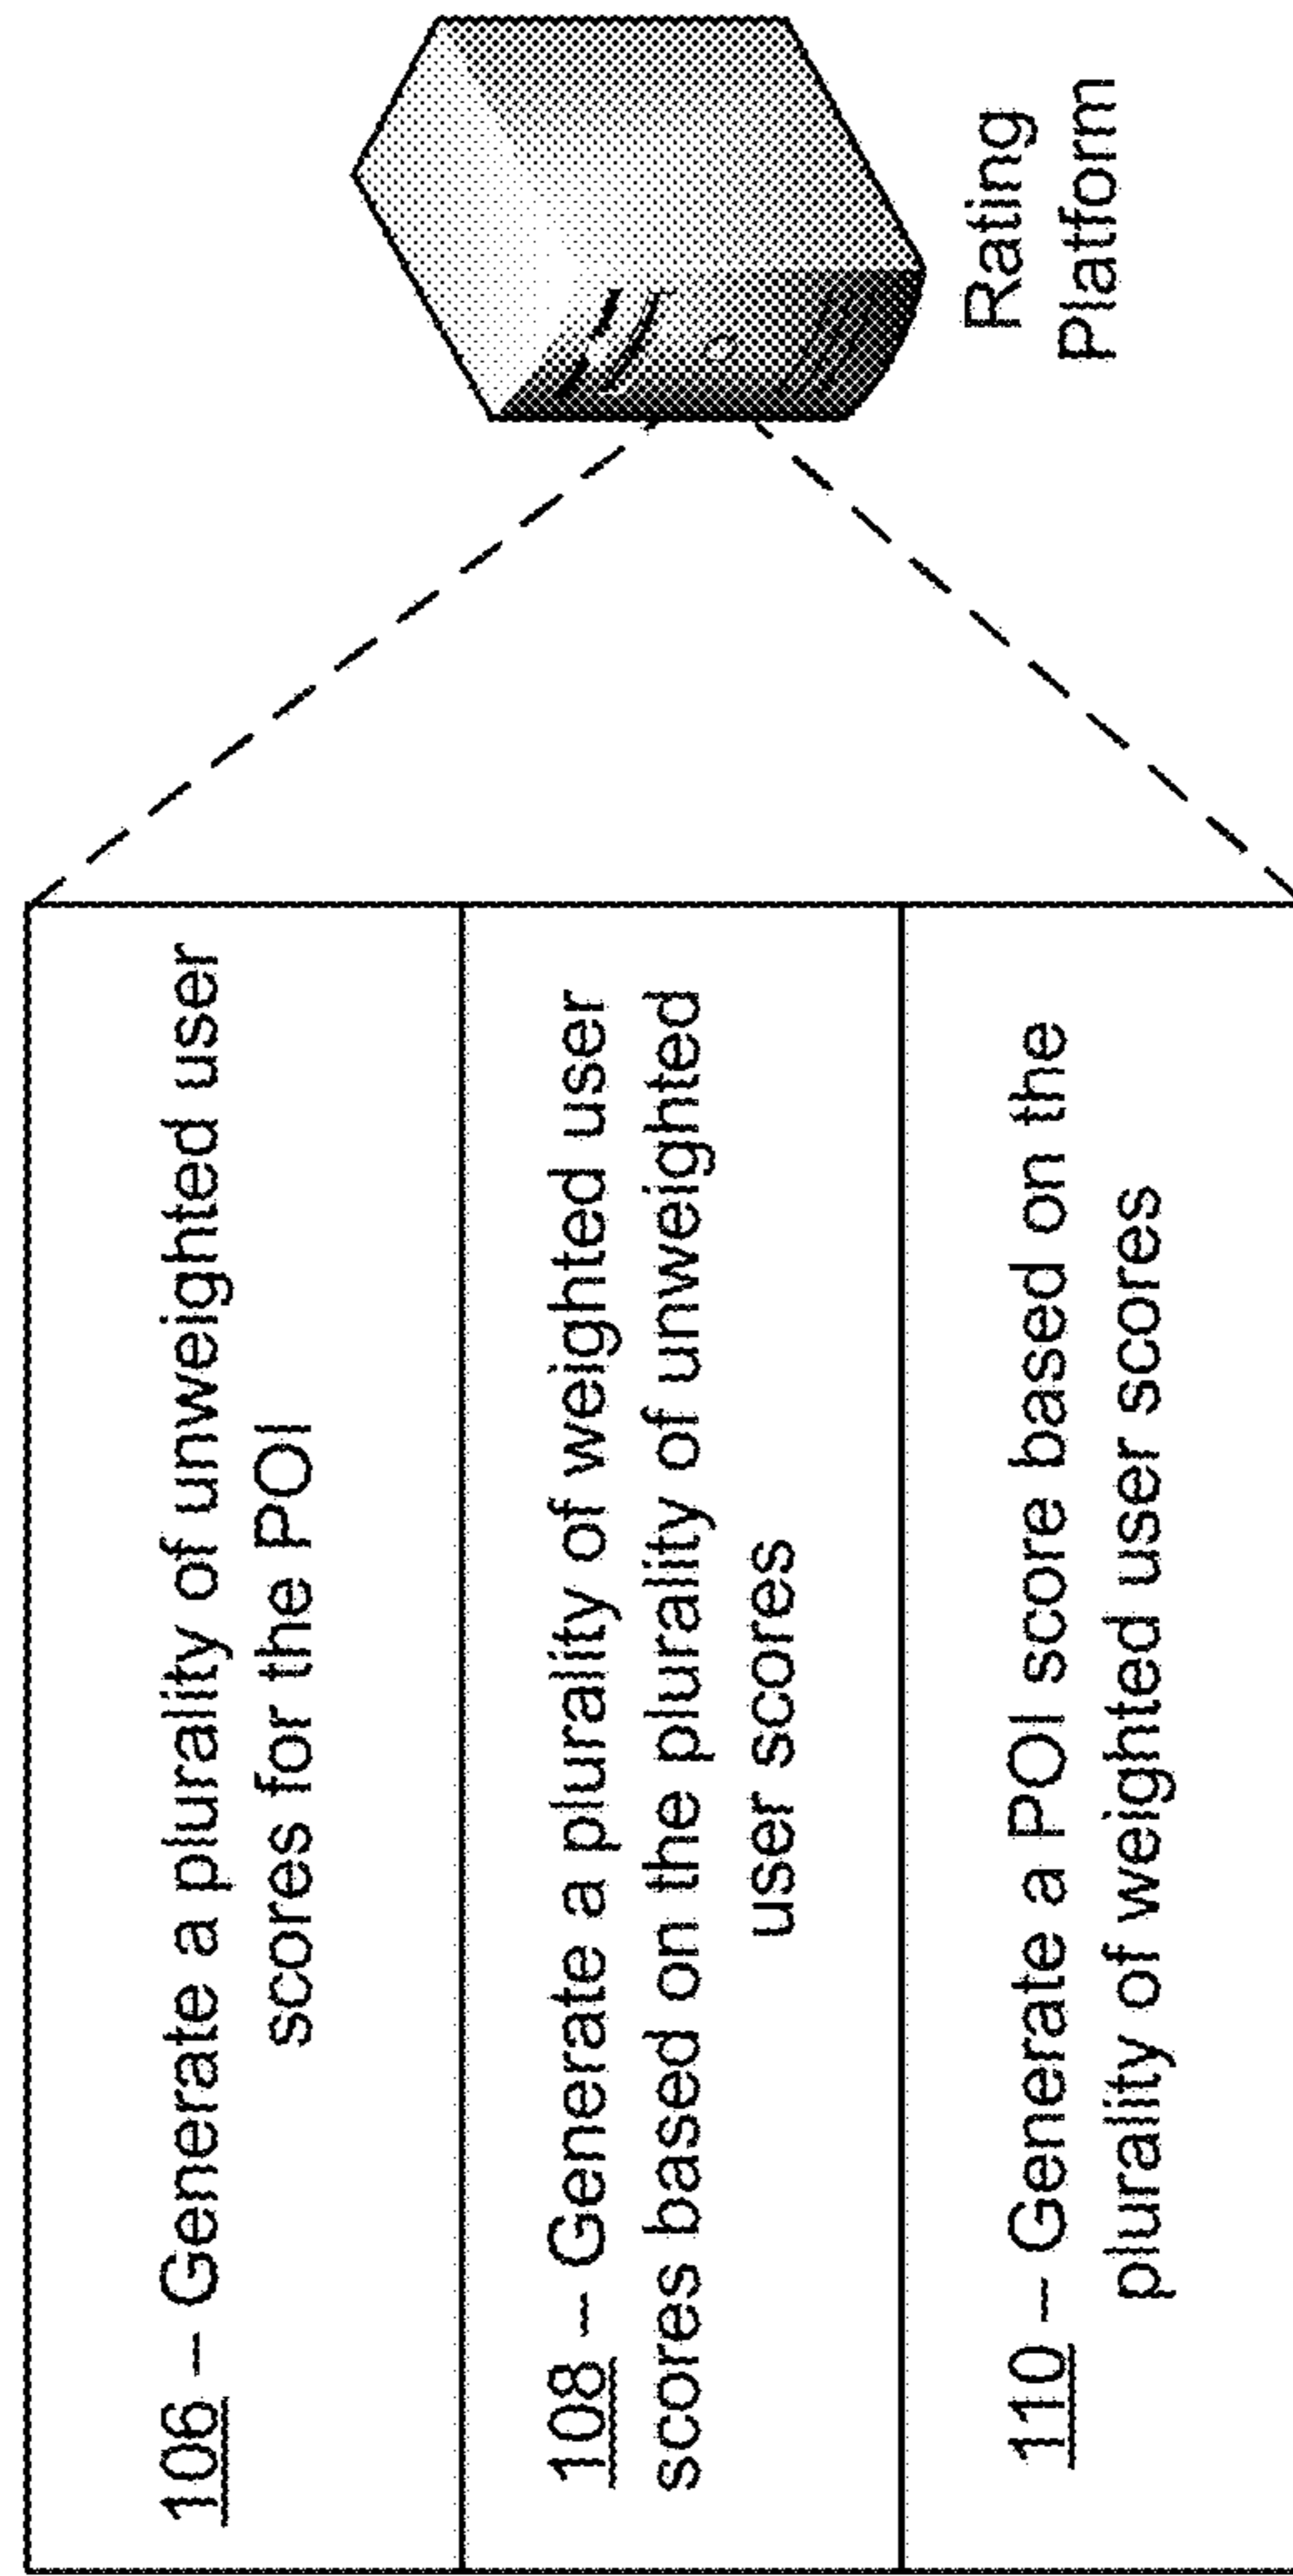 106 – Generate a plurality of unweighted user
scores for the POI
108 – Generate a plurality of weighted user
scores based on the plurality of unweighted
user scores
110 – Generate a POI score based on the
plurality of weighted user scores
Rating
Platform